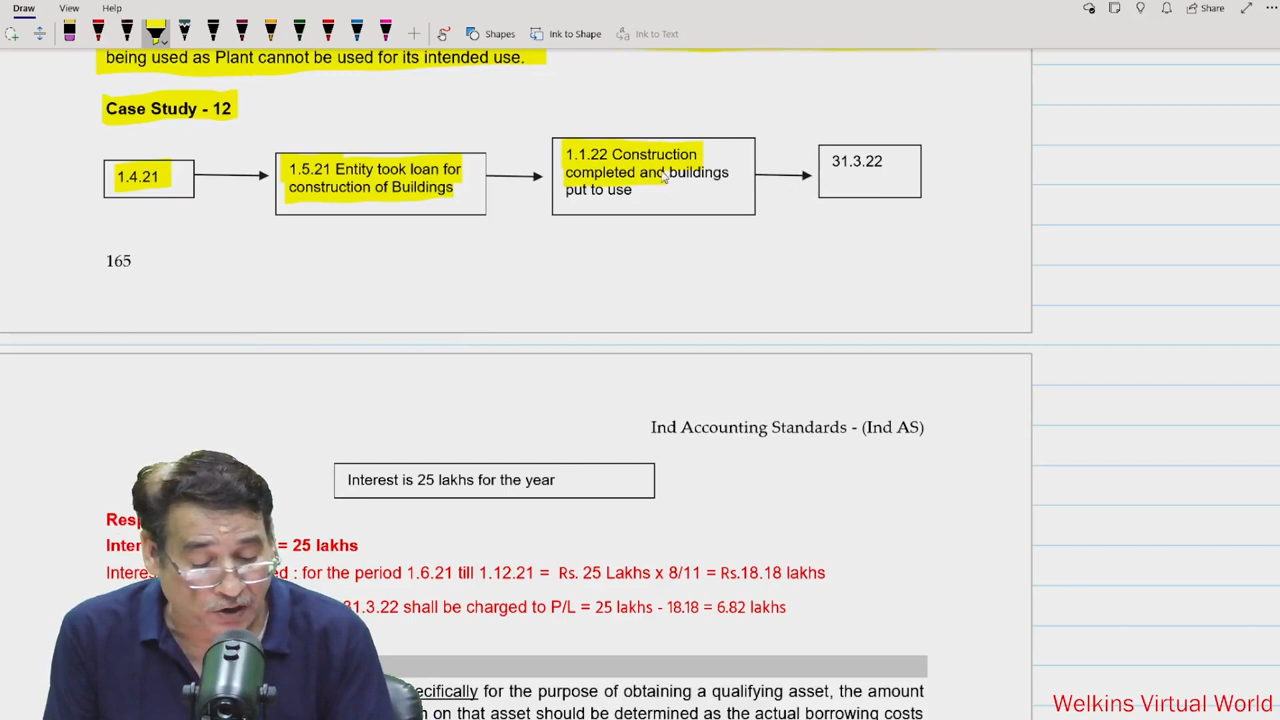 Draw View Help
Share
Shapes Ink to Shape Ink to Text
being used as Plant cannot be used for its intended use.
Case Study - 12
1.4.21
1.5.21 Entity took loan for
construction of Buildings
1.1.22 Construction
completed and buildings
put to use
31.3.22
165
Ind Accounting Standards - (Ind AS)
Interest is 25 lakhs for the year
= 25 lakhs
: for the period 1.6.21 till 1.12.21 = Rs. 25 Lakhs x 8/11 = Rs.18.18 lakhs
31.3.22 shall be charged to P/L = 25 lakhs - 18.18 = 6.82 lakhs
for the purpose of obtaining a qualifying asset, the amount
on that asset should be determined as the actual borrowing costs
Welkins Virtual World